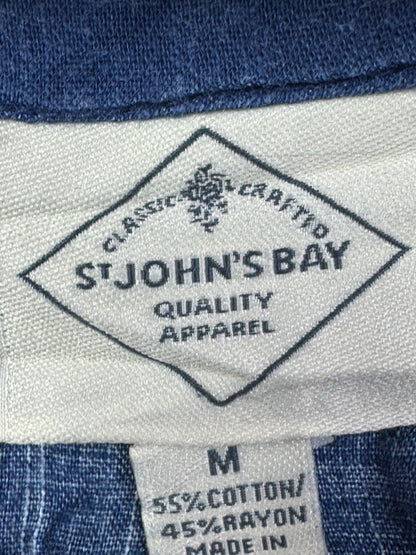 CLASSIC CRAFTED
ST JOHN'S BAY
QUALITY
APPAREL
M
55%COTTON/
45%RAYON
MADE IN